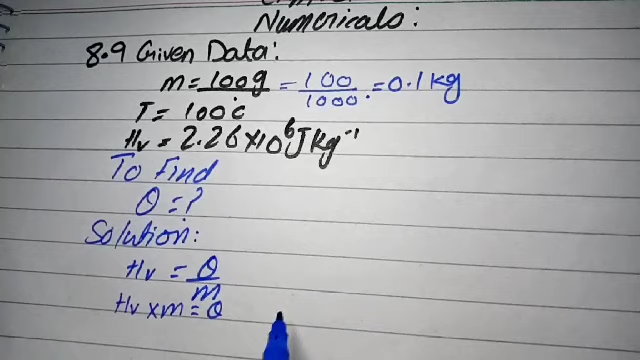 Numericals:
8.9 Given Data:
m = 100g = 100/1000 = 0.1 kg
T = 100°C
Hv = 2.26 × 10⁶ J kg⁻¹
To Find
Q = ?
Solution:
Hv = Q/m
Hv × m = Q